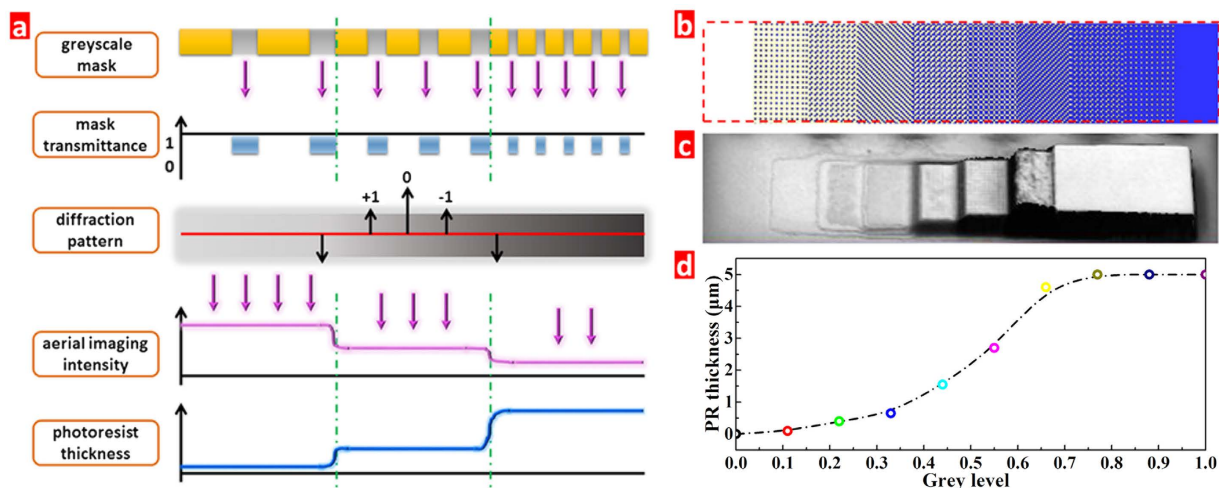 a
greyscale
mask
mask
transmittance
1
0
diffraction
pattern
+1
0
-1
aerial imaging
intensity
photoresist
thickness
b
c
d
PR thickness (μm)
5
4
3
2
1
0
0.0 0.1 0.2 0.3 0.4 0.5 0.6 0.7 0.8 0.9 1.0
Grey level